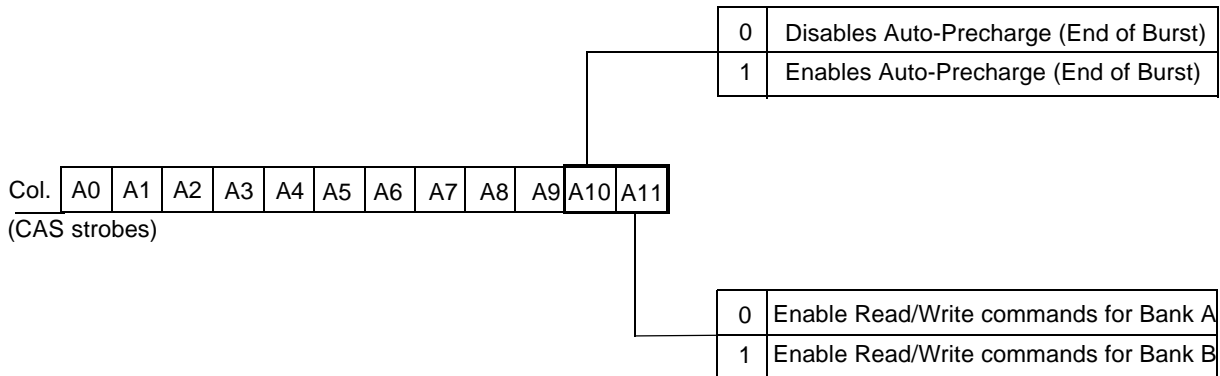 0 Disables Auto-Precharge (End of Burst)
1 Enables Auto-Precharge (End of Burst)
Col. A0 A1 A2 A3 A4 A5 A6 A7 A8 A9 A10 A11
(CAS strobes)
0 Enable Read/Write commands for Bank A
1 Enable Read/Write commands for Bank B